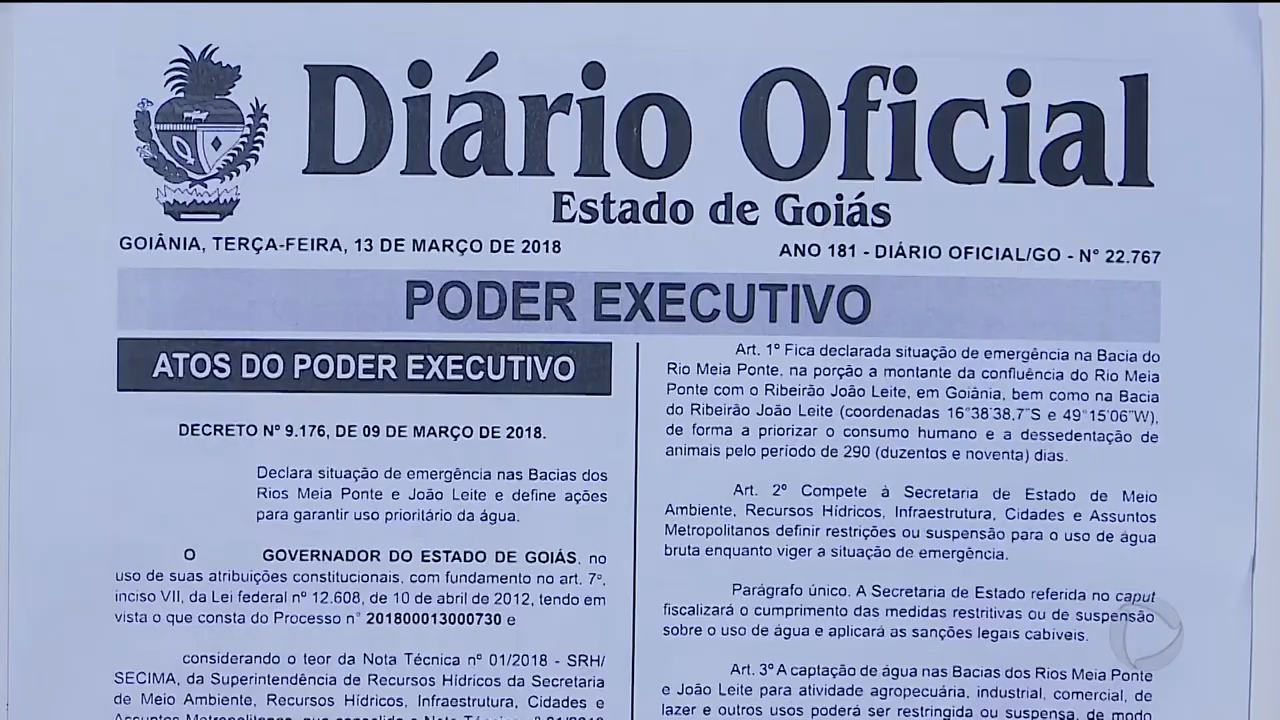 Diário Oficial
Estado de Goiás
GOIÂNIA, TERÇA-FEIRA, 13 DE MARÇO DE 2018
ANO 181 - DIÁRIO OFICIAL/GO - N° 22.767
PODER EXECUTIVO
ATOS DO PODER EXECUTIVO
DECRETO Nº 9.176, DE 09 DE MARÇO DE 2018.
Declara situação de emergência nas Bacias dos
Rios Meia Ponte e João Leite e define ações
para garantir uso prioritário da água.
O GOVERNADOR DO ESTADO DE GOIÁS, no
uso de suas atribuições constitucionais, com fundamento no art. 7º,
inciso VII, da Lei federal nº 12.608, de 10 de abril de 2012, tendo em
vista o que consta do Processo n° 201800013000730 e
considerando o teor da Nota Técnica nº 01/2018 - SRH/
SECIMA, da Superintendência de Recursos Hídricos da Secretaria
de Meio Ambiente, Recursos Hídricos, Infraestrutura, Cidades e
Assuntos Metropolitanos, que consolida a Nota Técnica nº 01/2018
Art. 1º Fica declarada situação de emergência na Bacia do
Rio Meia Ponte, na porção a montante da confluência do Rio Meia
Ponte com o Ribeirão João Leite, em Goiânia, bem como na Bacia
do Ribeirão João Leite (coordenadas 16°38'38,7"S e 49°15'06"W),
de forma a priorizar o consumo humano e a dessedentação de
animais pelo período de 290 (duzentos e noventa) dias.
Art. 2º Compete à Secretaria de Estado de Meio
Ambiente, Recursos Hídricos, Infraestrutura, Cidades e Assuntos
Metropolitanos definir restrições ou suspensão para o uso de água
bruta enquanto viger a situação de emergência.
Parágrafo único. A Secretaria de Estado referida no caput
fiscalizará o cumprimento das medidas restritivas ou de suspensão
sobre o uso de água e aplicará as sanções legais cabíveis.
Art. 3º A captação de água nas Bacias dos Rios Meia Ponte
e João Leite para atividade agropecuária, industrial, comercial, de
lazer e outros usos poderá ser restringida ou suspensa, de modo